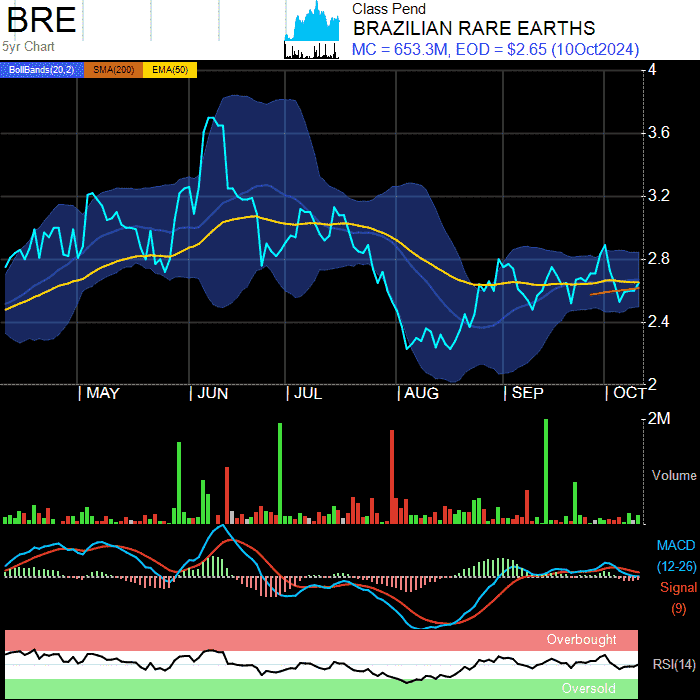 BRE
5yr Chart
Class Pend
BRAZILIAN RARE EARTHS
MC = 653.3M, EOD = $2.65 (10Oct2024)
BollBands(20,2) SMA(200) EMA(50)
4
3.6
3.2
2.8
2.4
2
MAY JUN JUL AUG SEP OCT
2M
Volume
MACD
(12-26)
Signal
(9)
Overbought
RSI(14)
Oversold